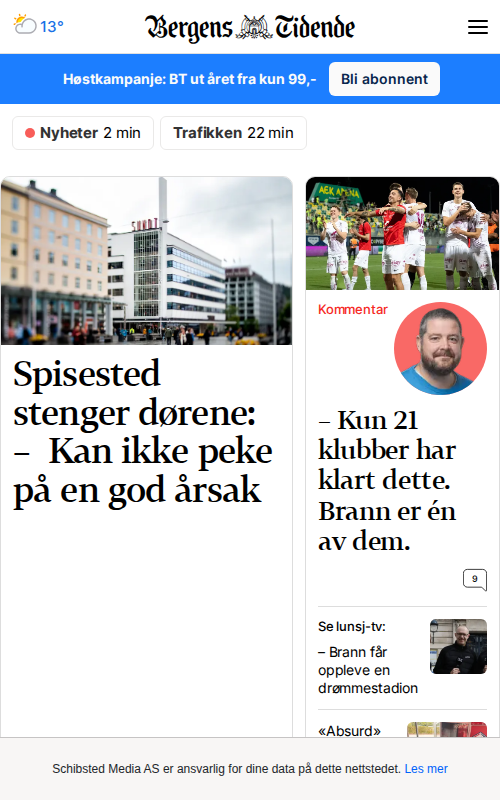 13°
Bergens Tidende
Høstkampanje: BT ut året fra kun 99,-
Bli abonnent
Nyheter 2 min
Trafikken 22 min
SUNDT
Spisested
stenger dørene:
– Kan ikke peke
på en god årsak
AEK ARENA
Kommentar
– Kun 21
klubber har
klart dette.
Brann er én
av dem.
9
Se lunsj-tv:
– Brann får
oppleve en
drømmestadion
«Absurd»
Schibsted Media AS er ansvarlig for dine data på dette nettstedet. Les mer